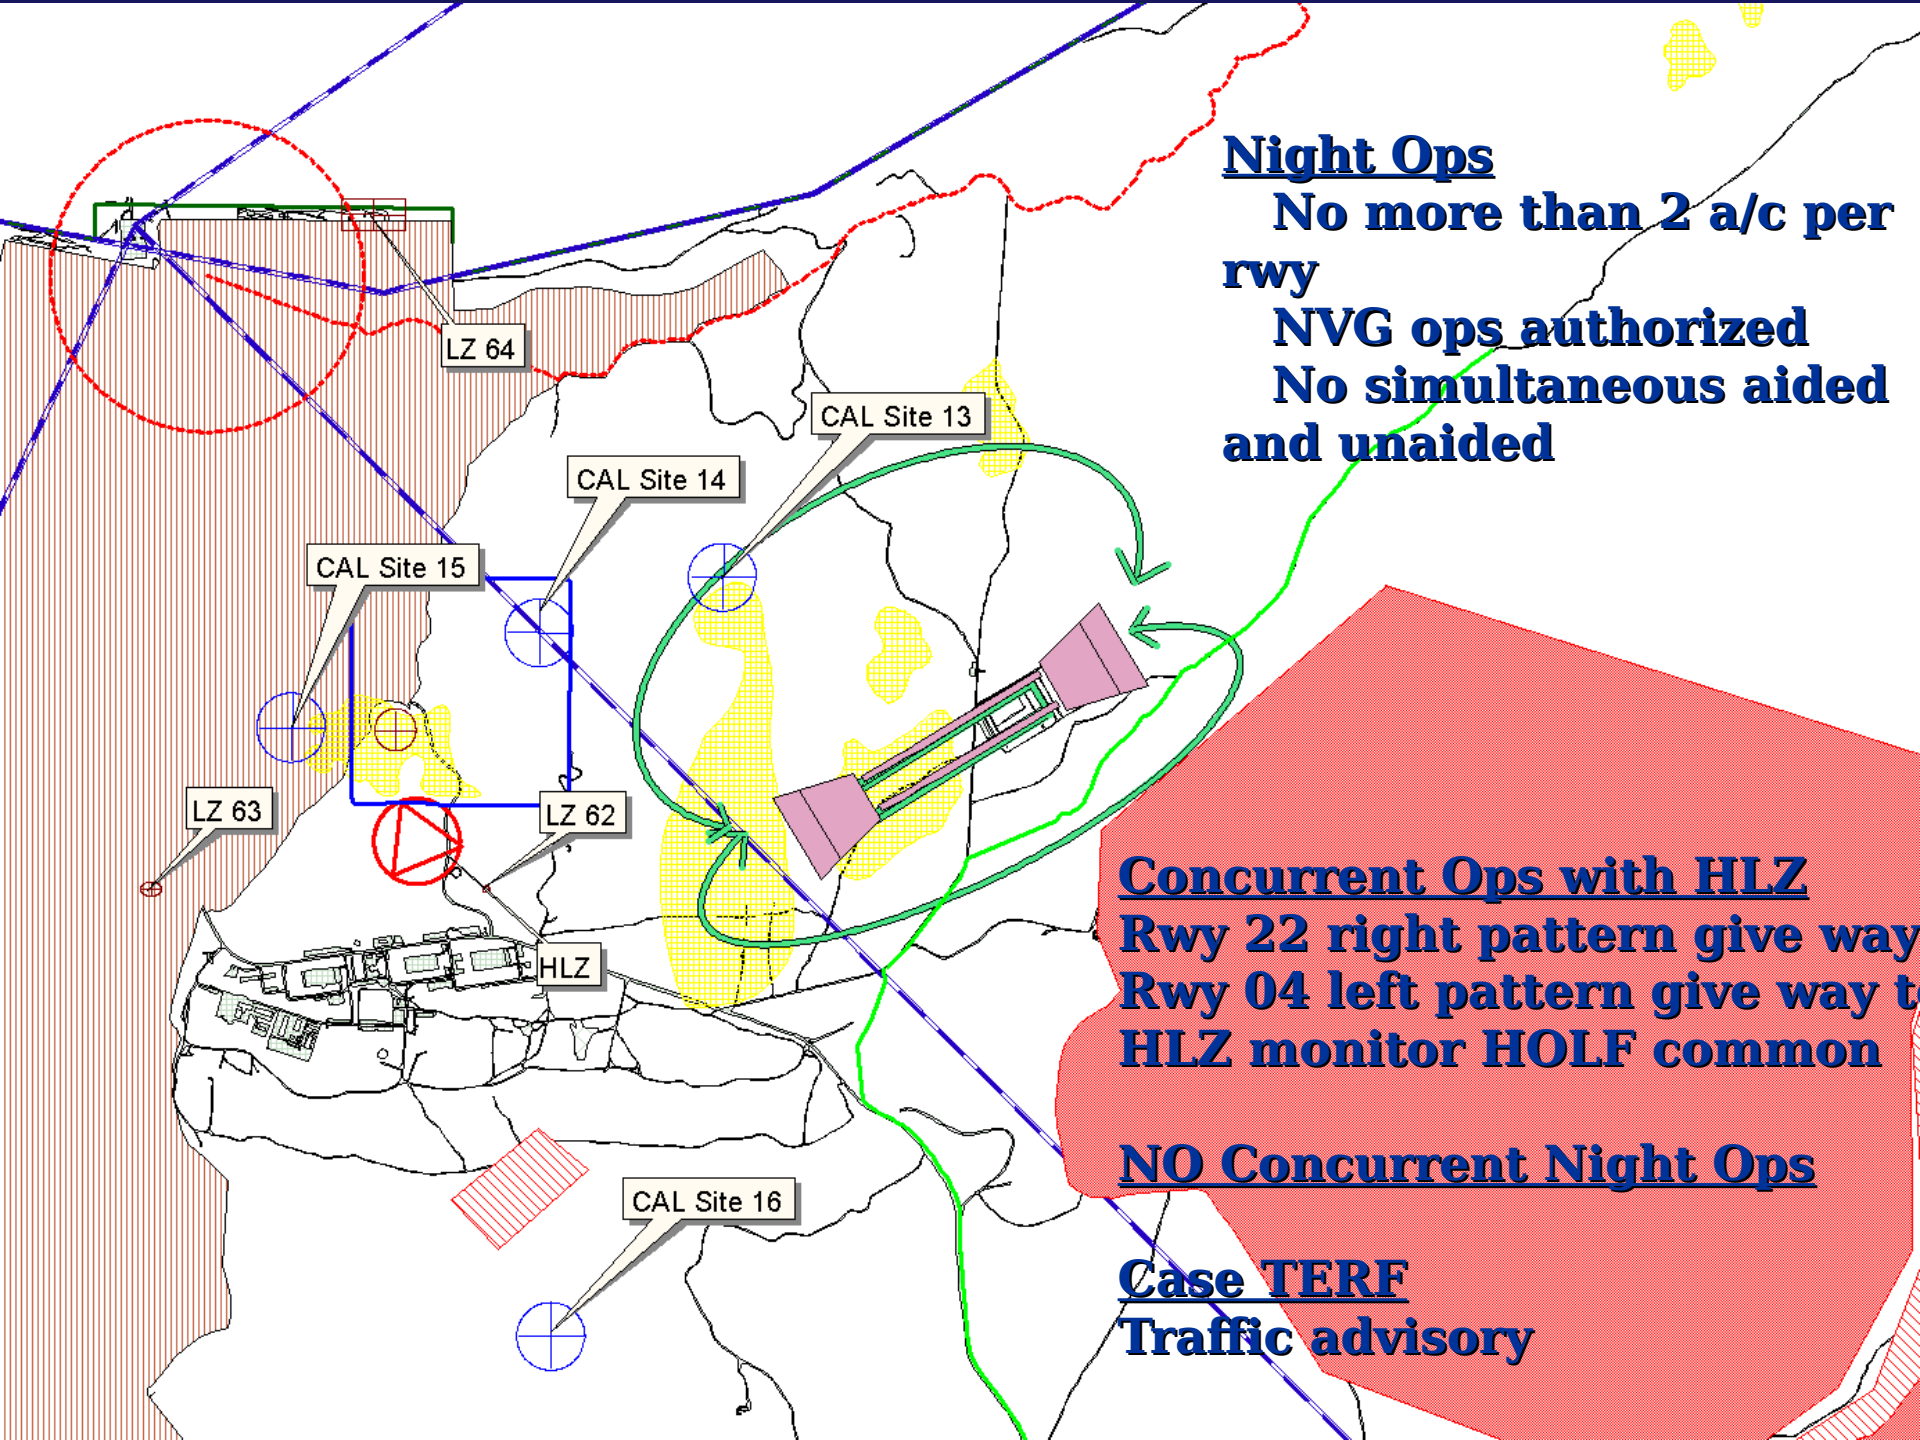 Night Ops
No more than 2 a/c per
rwy
NVG ops authorized
No simultaneous aided
and unaided
LZ 64
CAL Site 13
CAL Site 14
CAL Site 15
LZ 63
LZ 62
HLZ
Concurrent Ops with HLZ
Rwy 22 right pattern give way
Rwy 04 left pattern give way to
HLZ monitor HOLF common
NO Concurrent Night Ops
CAL Site 16
Case TERF
Traffic advisory